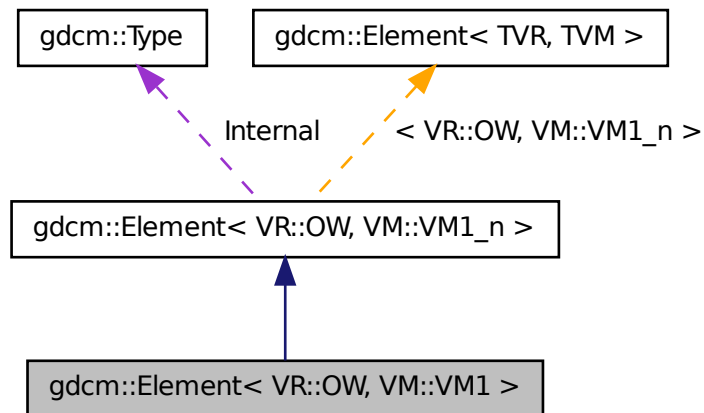 gdcm::Type
gdcm::Element< TVR, TVM >
Internal
< VR::OW, VM::VM1_n >
gdcm::Element< VR::OW, VM::VM1_n >
gdcm::Element< VR::OW, VM::VM1 >